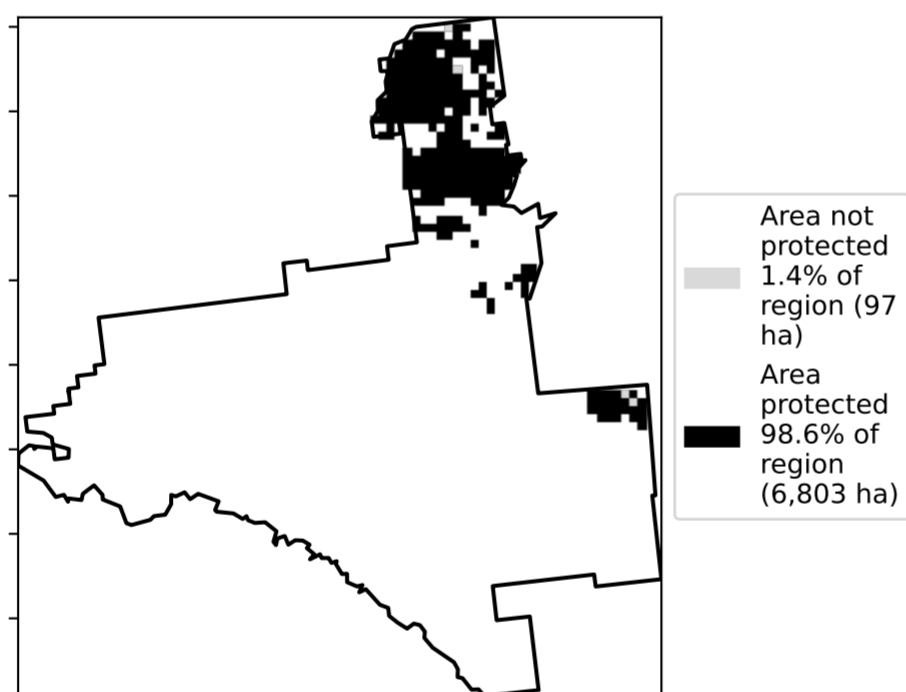 Area not
protected
1.4% of
region (97
ha)
Area
protected
98.6% of
region
(6,803 ha)